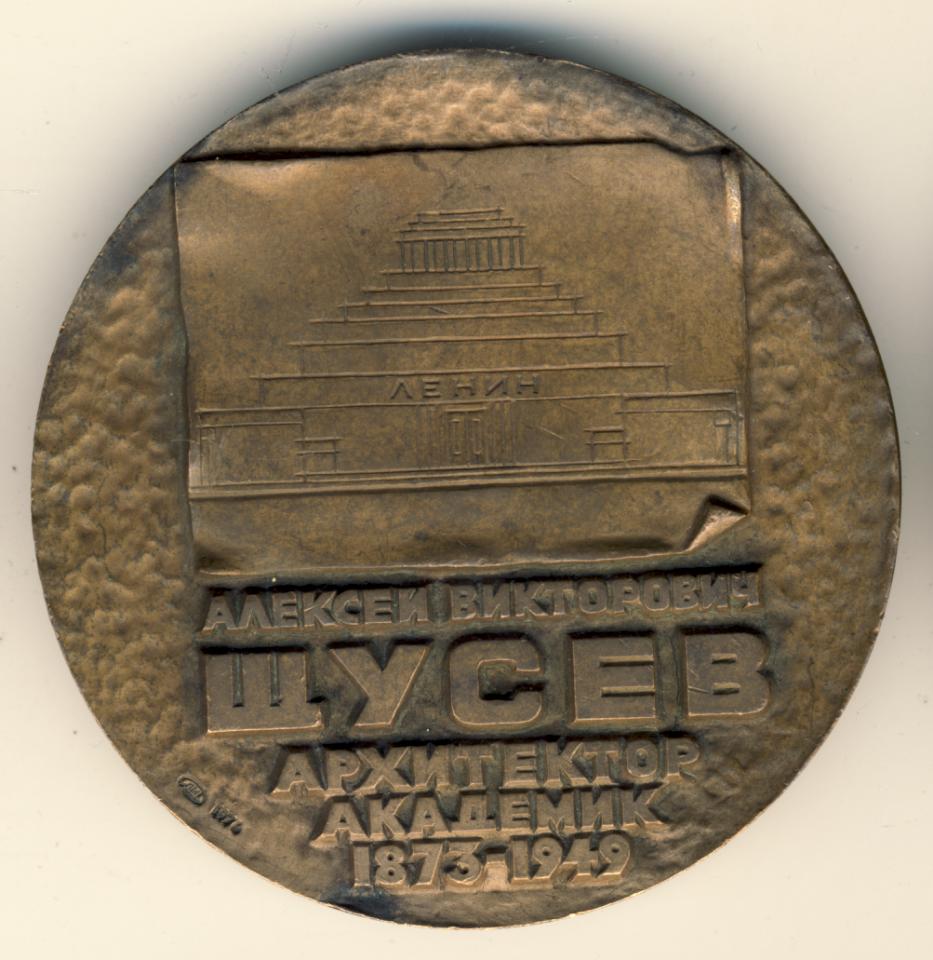 ЛЕНИН
АЛЕКСЕЙ ВИКТОРОВИЧ
ЩУСЕВ
АРХИТЕКТОР
АКАДЕМИК
1873-1949